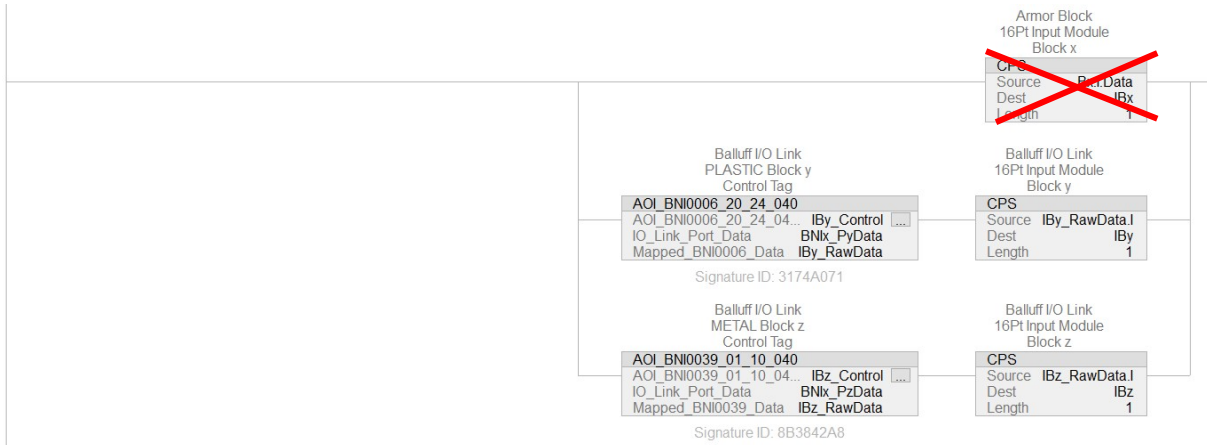 Armor Block
16Pt Input Module
Block x
CPS
Source Bx:I.Data
Dest IBx
Length 1
Balluff I/O Link
PLASTIC Block y
Control Tag
AOI_BNI0006_20_24_040
AOI_BNI0006_20_24_04... IBy_Control ...
IO_Link_Port_Data BNIx_PyData
Mapped_BNI0006_Data IBy_RawData
Signature ID: 3174A071
Balluff I/O Link
16Pt Input Module
Block y
CPS
Source IBy_RawData.I
Dest IBy
Length 1
Balluff I/O Link
METAL Block z
Control Tag
AOI_BNI0039_01_10_040
AOI_BNI0039_01_10_04... IBz_Control ...
IO_Link_Port_Data BNIx_PzData
Mapped_BNI0039_Data IBz_RawData
Signature ID: 8B3842A8
Balluff I/O Link
16Pt Input Module
Block z
CPS
Source IBz_RawData.I
Dest IBz
Length 1